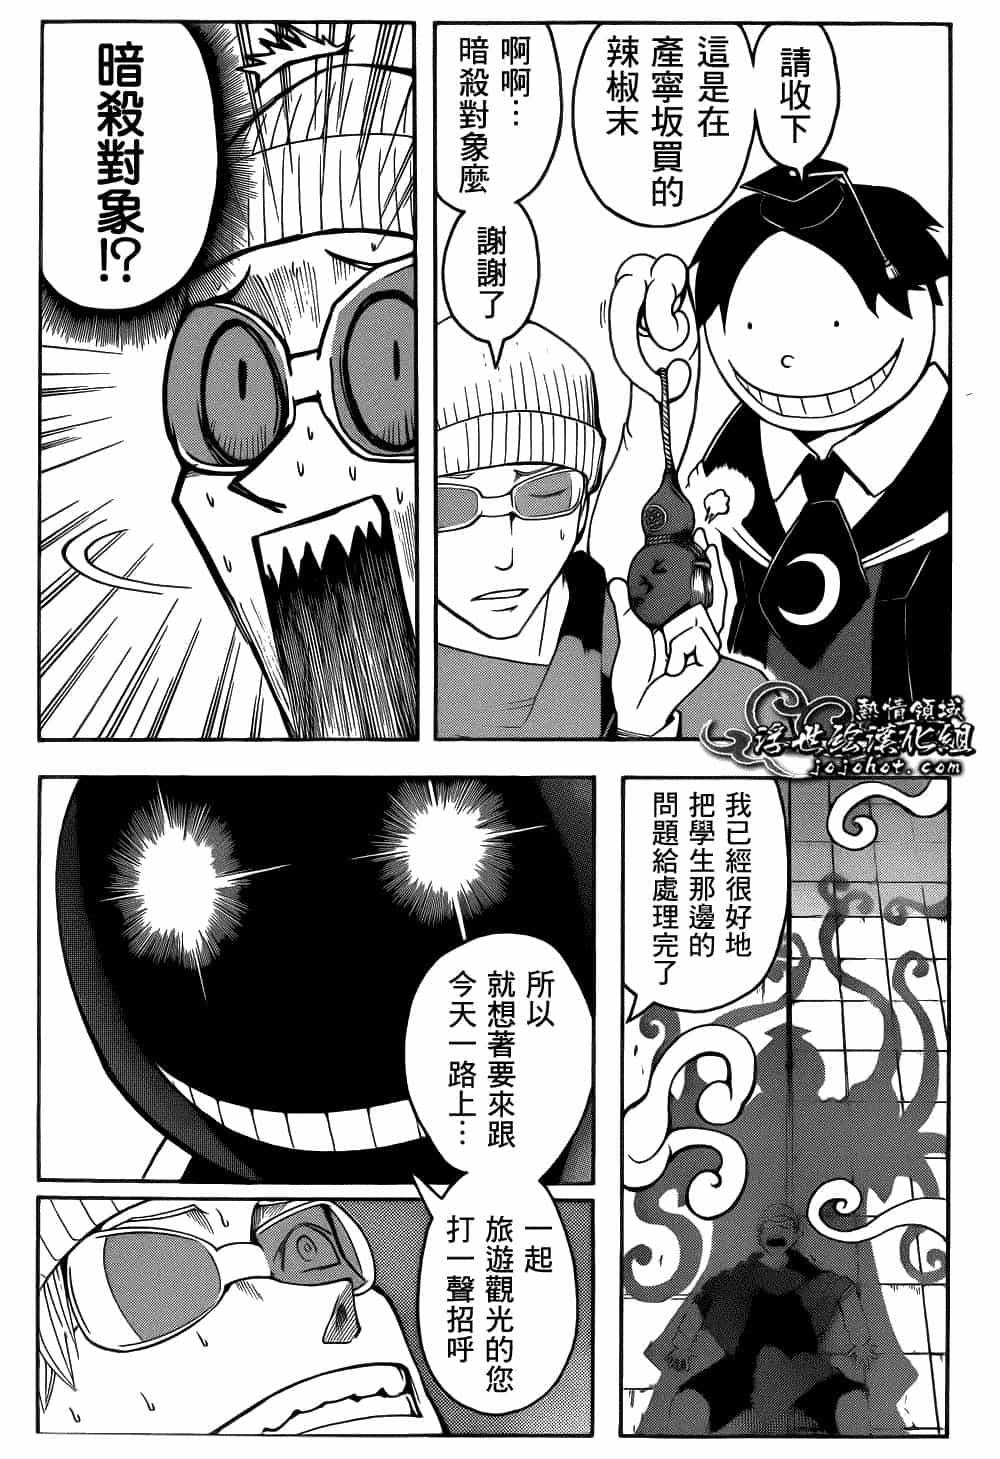 請收下
這是在
產寧坂買的
辣椒末
啊啊…
暗殺對象麼
謝謝了
暗殺對象!?
熱情領域
浮世绘漢化組
jojohot.com
我已經很好地
把學生那邊的
問題給處理完了
所以
就想著要來跟
今天一路上…
一起
旅遊觀光的您
打一聲招呼